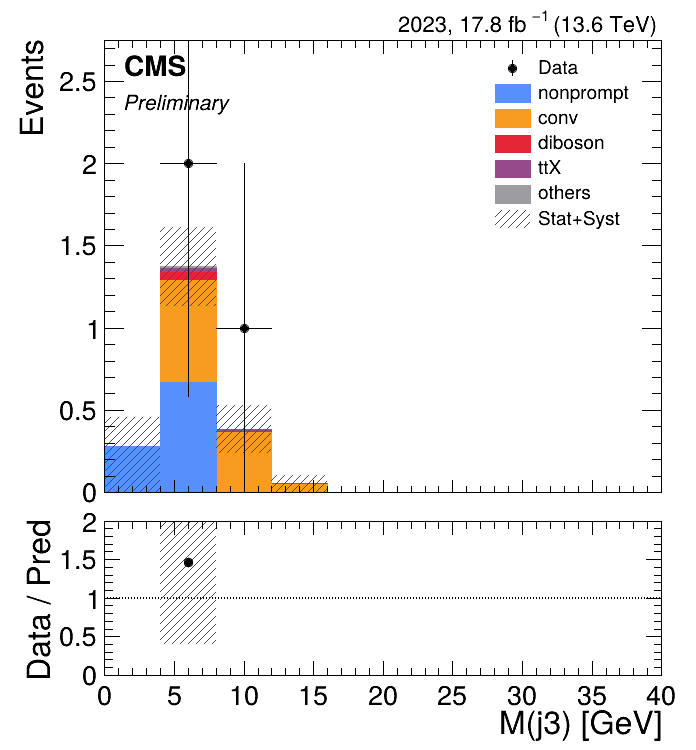 2023, 17.8 fb⁻¹ (13.6 TeV)
Events
CMS
Preliminary
Data
nonprompt
conv
diboson
ttX
others
Stat+Syst
2.5
2
1.5
1
0.5
0
Data / Pred
2
1.5
1
0.5
0
0 5 10 15 20 25 30 35 40
M(j3) [GeV]